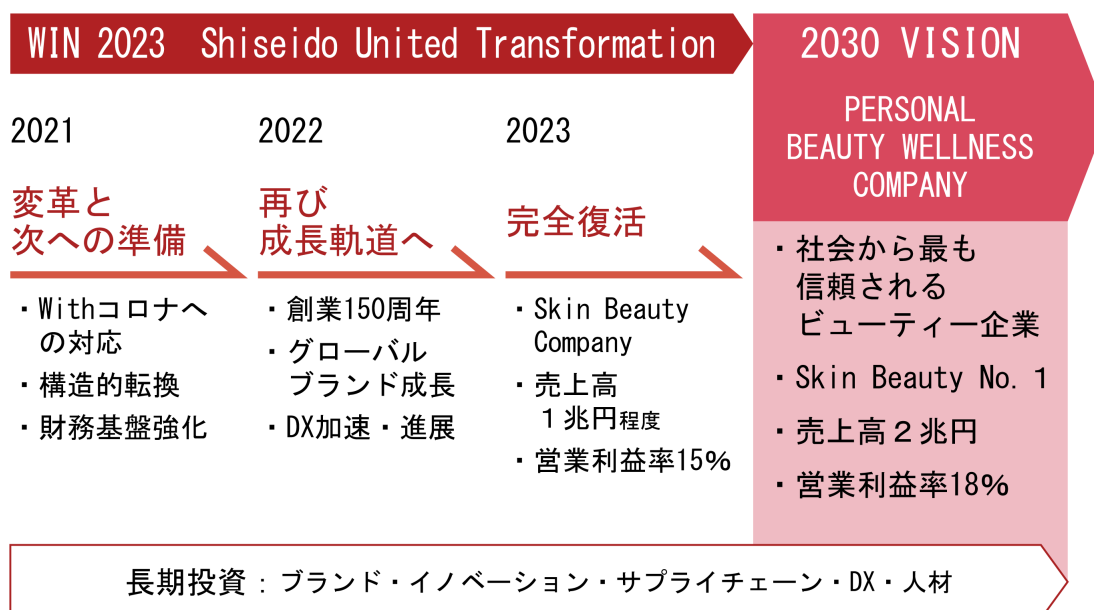 WIN 2023 Shiseido United Transformation
2021
変革と
次への準備
・Withコロナへ
の対応
・構造的転換
・財務基盤強化
2022
再び
成長軌道へ
・創業150周年
・グローバル
ブランド成長
・DX加速・進展
2023
完全復活
・Skin Beauty
Company
・売上高
１兆円程度
・営業利益率15%
2030 VISION
PERSONAL
BEAUTY WELLNESS
COMPANY
・社会から最も
信頼される
ビューティー企業
・Skin Beauty No.1
・売上高２兆円
・営業利益率18%
長期投資：ブランド・イノベーション・サプライチェーン・DX・人材